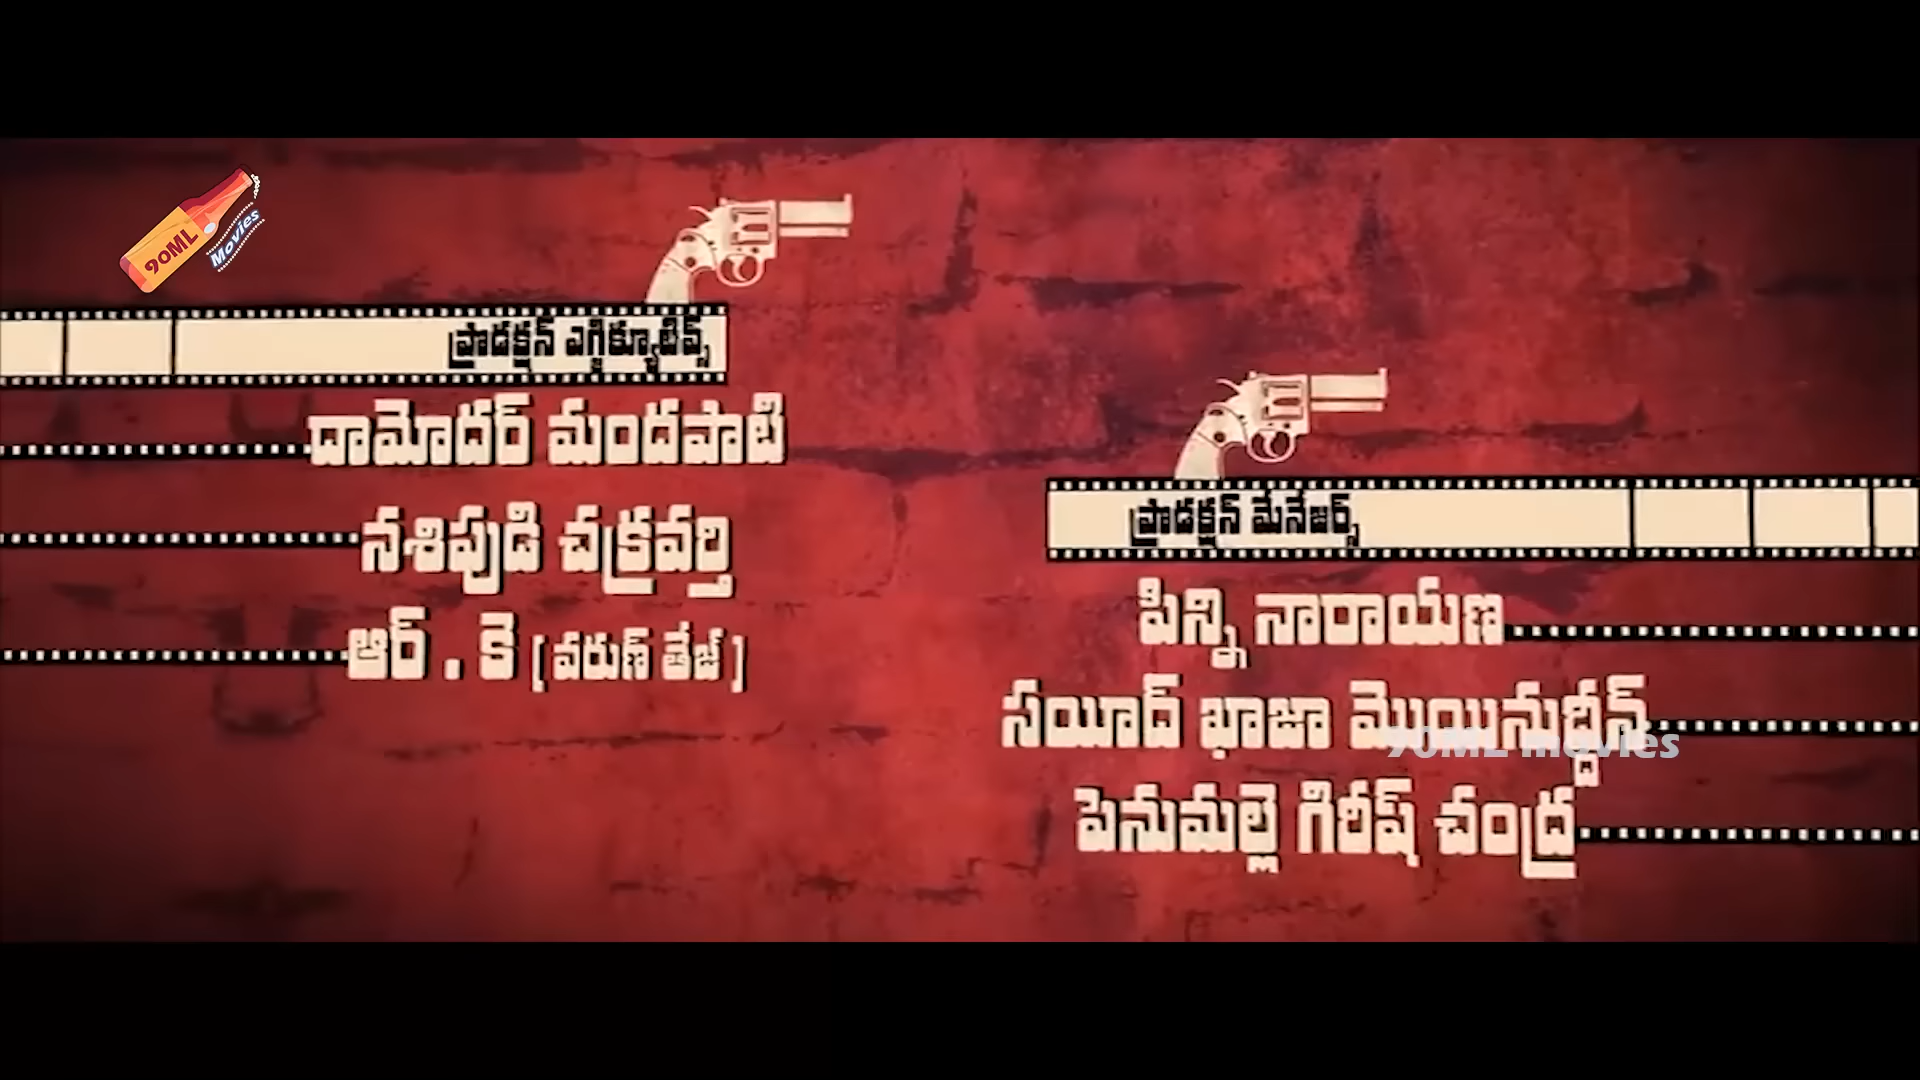 90ML
Movies
ప్రొడక్షన్ ఎగ్జిక్యూటివ్స్
దామోదర్ మందపాటి
నశిపుడి చక్రవర్తి
ఆర్ . కె [ వరుణ్ తేజ్ ]
ప్రొడక్షన్ మేనేజర్స్
పిన్ని నారాయణ
సయీద్ ఖాజా మొయినుద్దీన్
90ML movies
పెనుమల్లె గిరీష్ చంద్ర